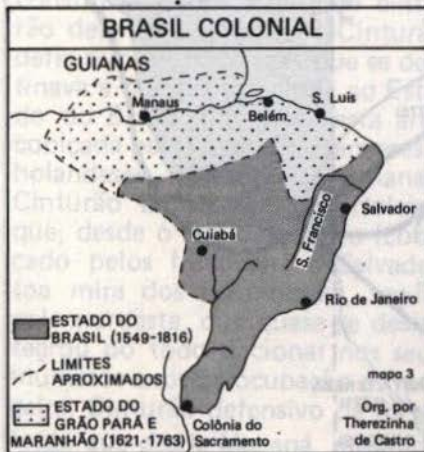 BRASIL COLONIAL
GUIANAS
Manaus
Belém.
S. Luis
Salvador
S. Francisco
Cuiabá
Rio de Janeiro
ESTADO DO
BRASIL (1549-1816)
LIMITES
APROXIMADOS
ESTADO DO
GRÃO PARÁ E
MARANHÃO (1621-1763)
Colônia do
Sacramento
mapa 3
Org. por
Therezinha
de Castro